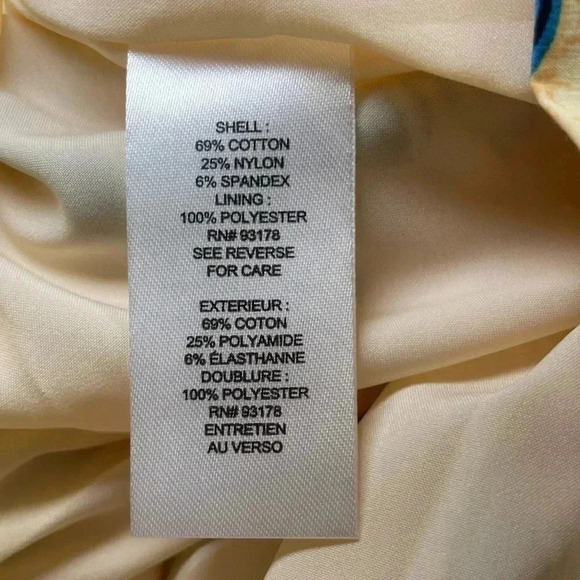 SHELL :
69% COTTON
25% NYLON
6% SPANDEX
LINING :
100% POLYESTER
RN# 93178
SEE REVERSE
FOR CARE
EXTERIEUR :
69% COTON
25% POLYAMIDE
6% ÉLASTHANNE
DOUBLURE :
100% POLYESTER
RN# 93178
ENTRETIEN
AU VERSO